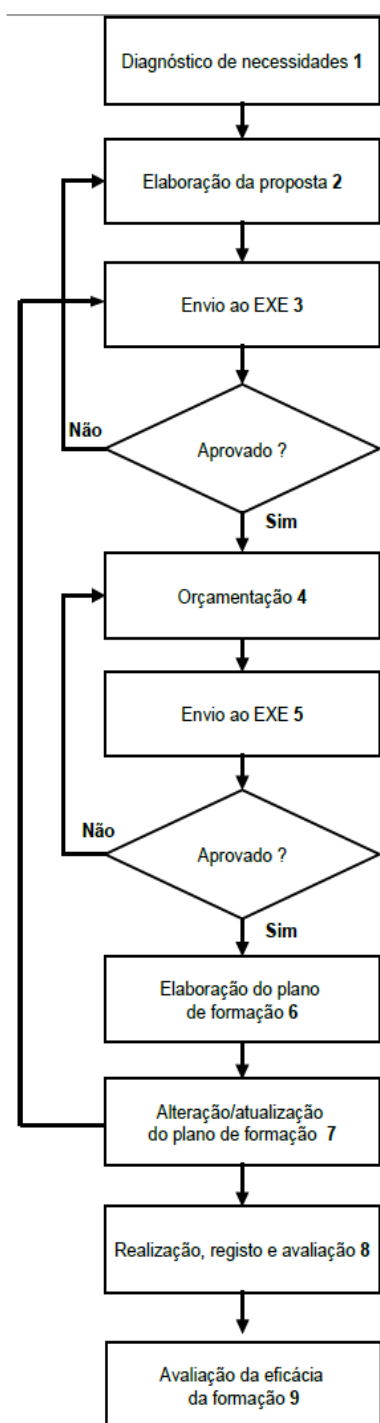 Diagnóstico de necessidades 1
Elaboração da proposta 2
Envio ao EXE 3
Não
Aprovado ?
Sim
Orçamentação 4
Envio ao EXE 5
Não
Aprovado ?
Sim
Elaboração do plano
de formação 6
Alteração/atualização
do plano de formação 7
Realização, registo e avaliação 8
Avaliação da eficácia
da formação 9